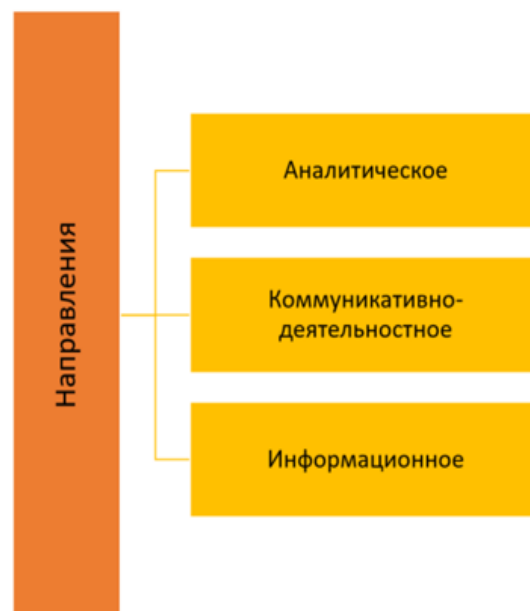 Направления
Аналитическое
Коммуникативно-
деятельностное
Информационное